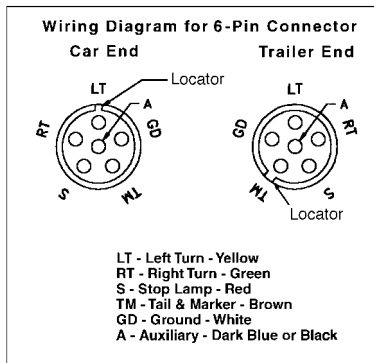 Wiring Diagram for 6-Pin Connector
Car End Trailer End
LT Locator LT
A A
RT GD GD RT
S TM TM S
Locator
LT - Left Turn - Yellow
RT - Right Turn - Green
S - Stop Lamp - Red
TM - Tail & Marker - Brown
GD - Ground - White
A - Auxiliary - Dark Blue or Black